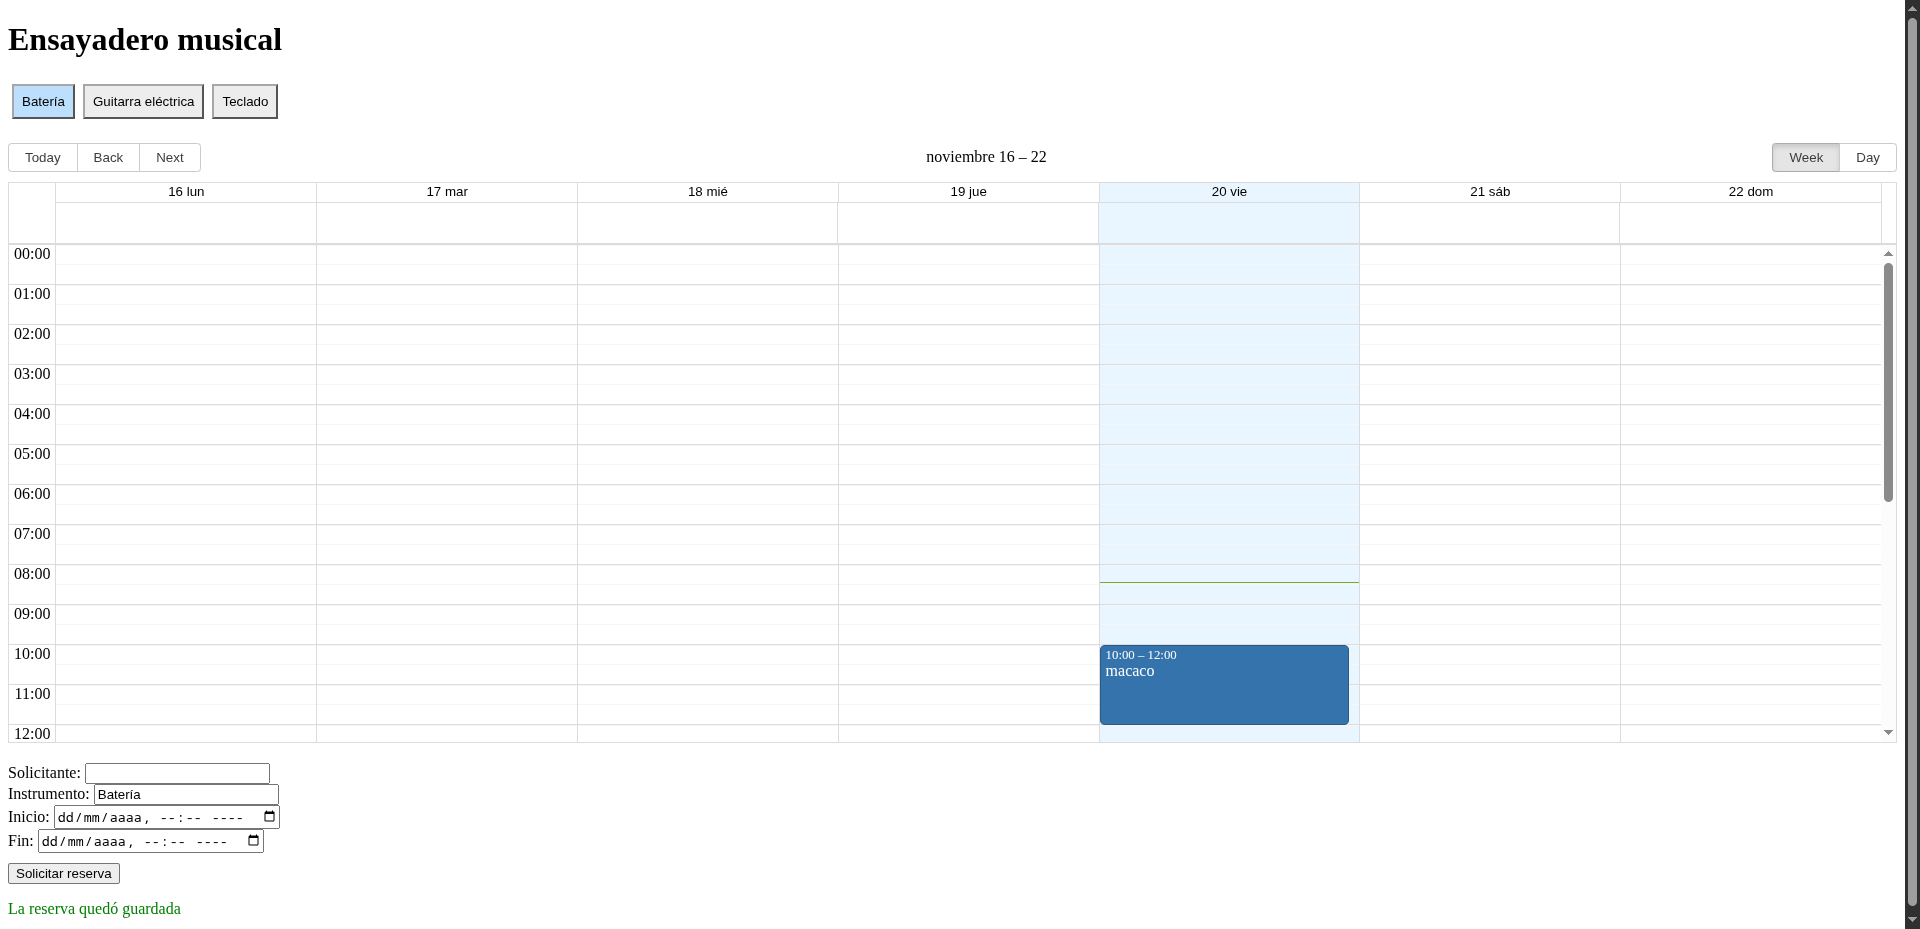 Ensayadero musical
Batería Guitarra eléctrica Teclado
Today Back Next noviembre 16 – 22 Week Day
16 lun 17 mar 18 mié 19 jue 20 vie 21 sáb 22 dom
00:00
01:00
02:00
03:00
04:00
05:00
06:00
07:00
08:00
09:00
10:00 10:00 – 12:00
macaco
11:00
12:00
Solicitante:
Instrumento: Batería
Inicio: dd/mm/aaaa, --:-- ----
Fin: dd/mm/aaaa, --:-- ----
Solicitar reserva
La reserva quedó guardada